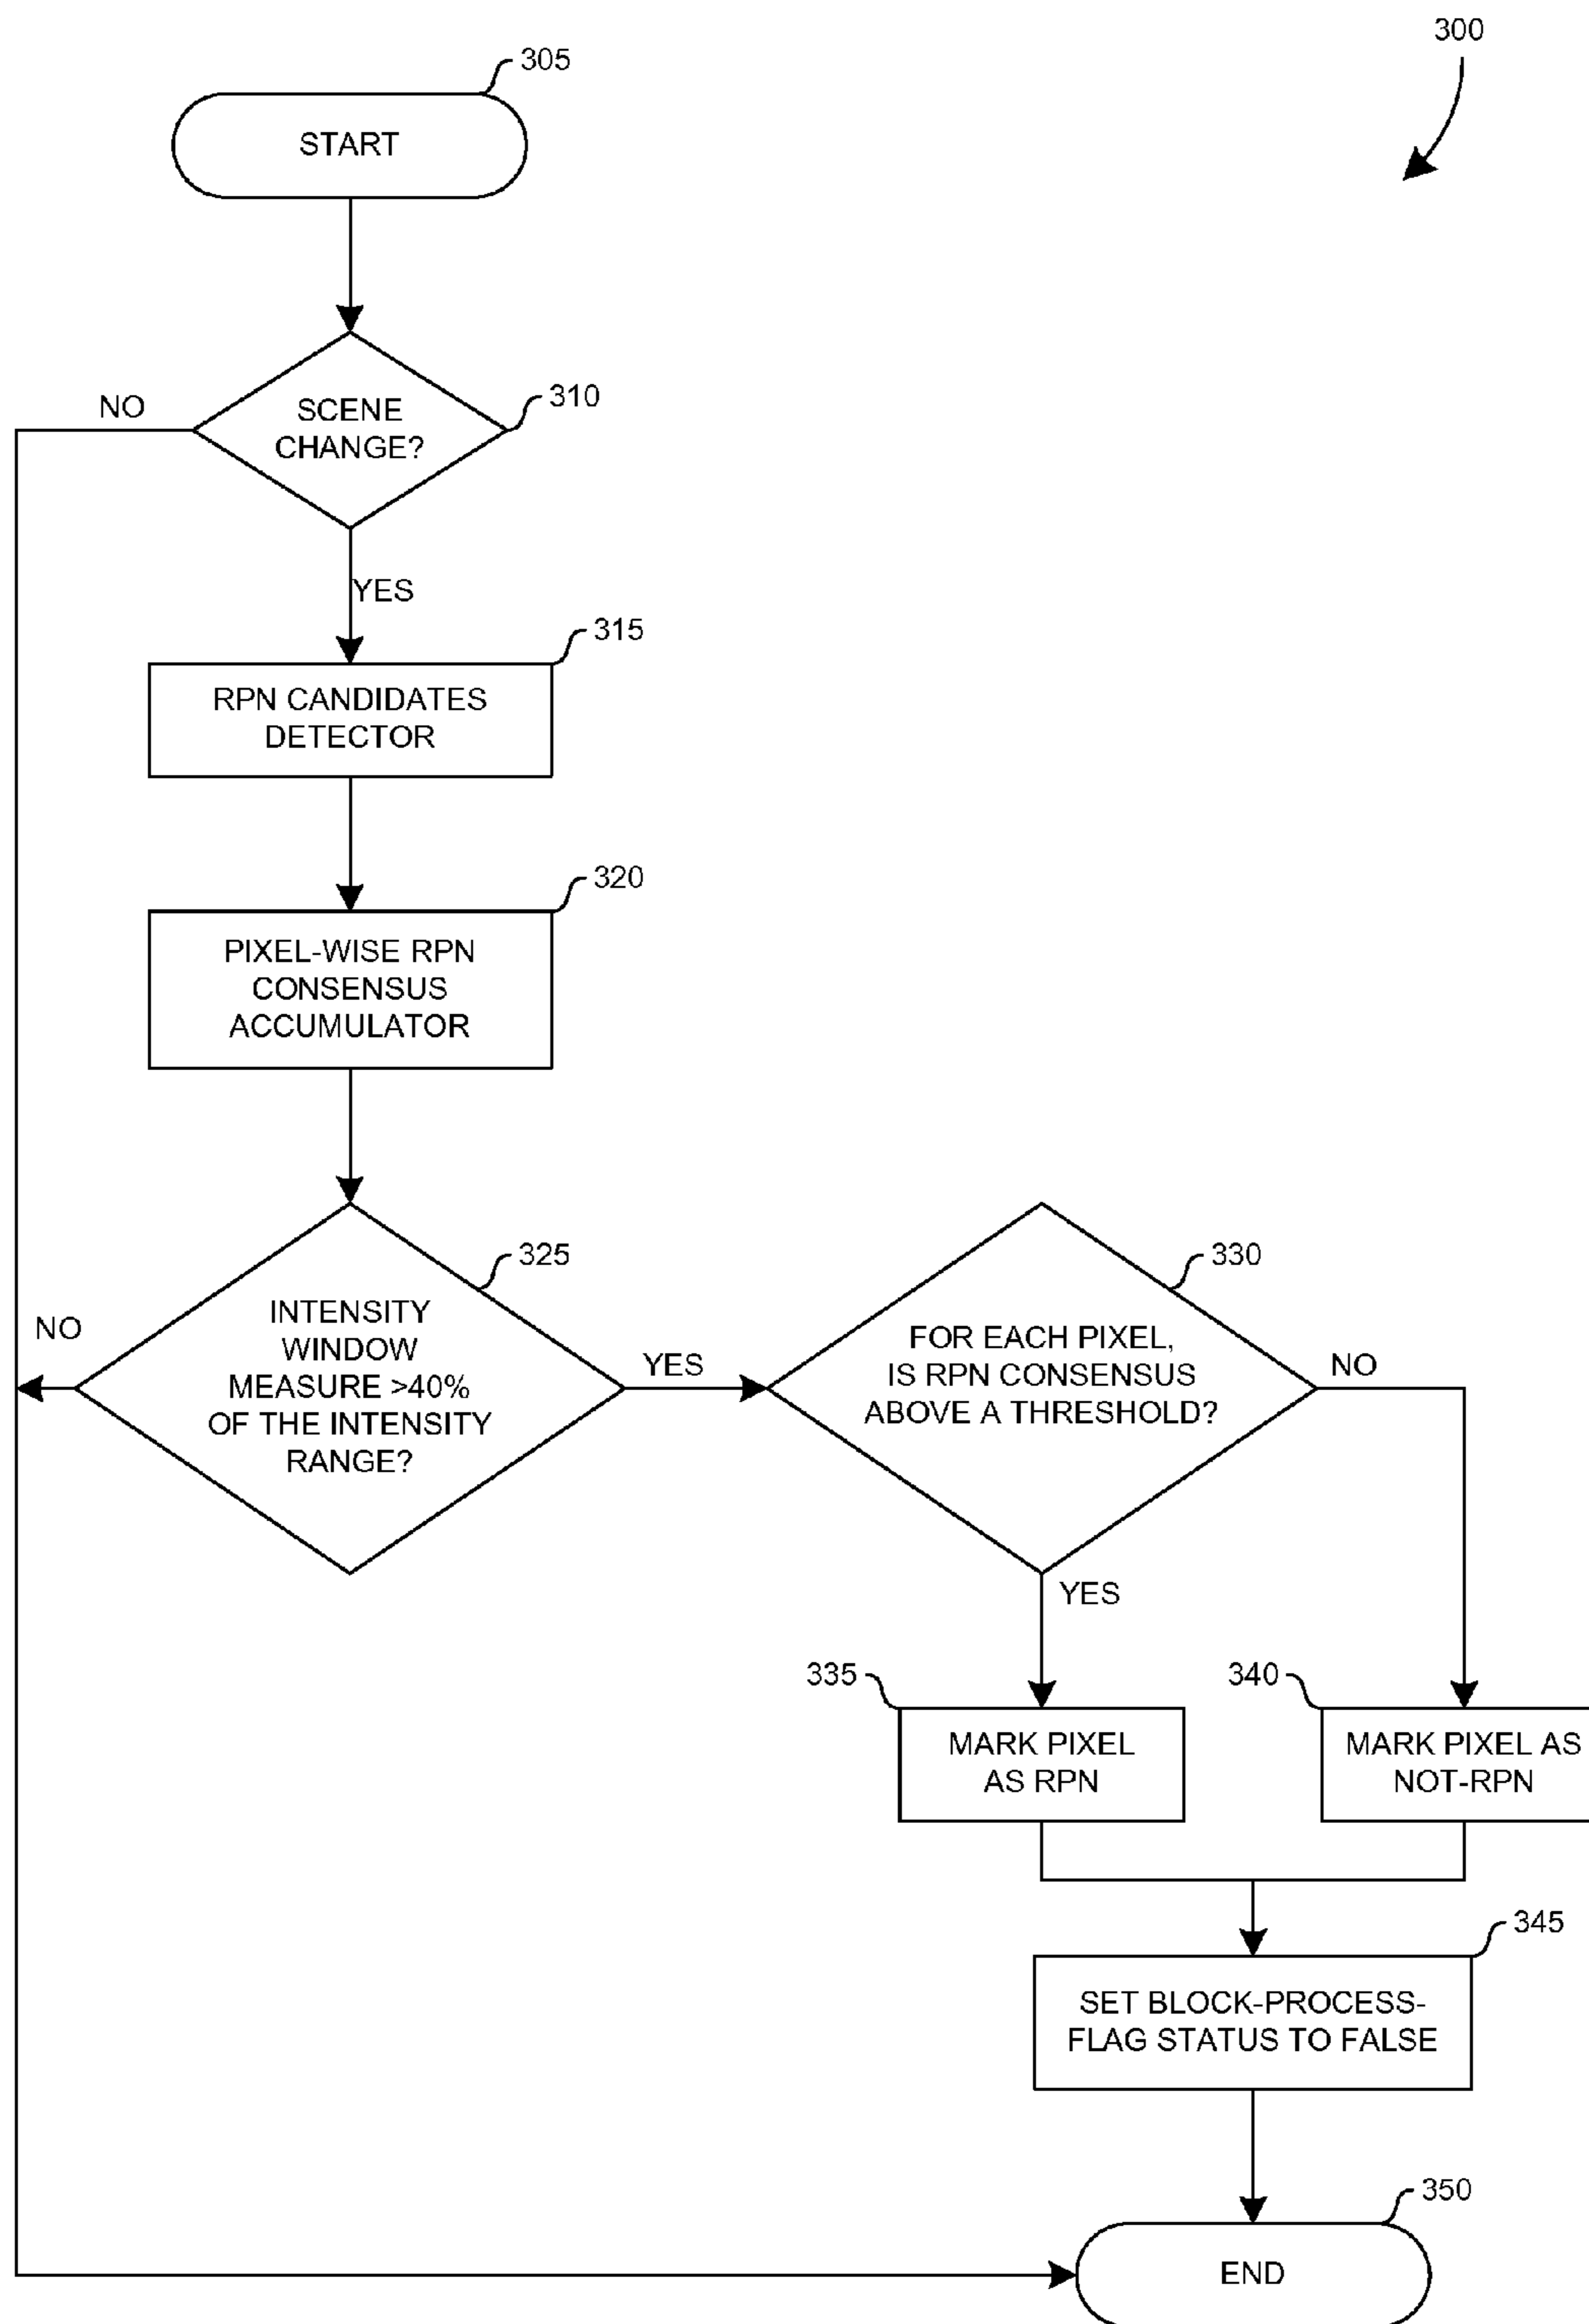 300
305
START
310
SCENE
CHANGE?
NO
YES
315
RPN CANDIDATES
DETECTOR
320
PIXEL-WISE RPN
CONSENSUS
ACCUMULATOR
325
INTENSITY
WINDOW
MEASURE >40%
OF THE INTENSITY
RANGE?
NO
YES
330
FOR EACH PIXEL,
IS RPN CONSENSUS
ABOVE A THRESHOLD?
NO
YES
335
MARK PIXEL
AS RPN
340
MARK PIXEL AS
NOT-RPN
345
SET BLOCK-PROCESS-
FLAG STATUS TO FALSE
350
END